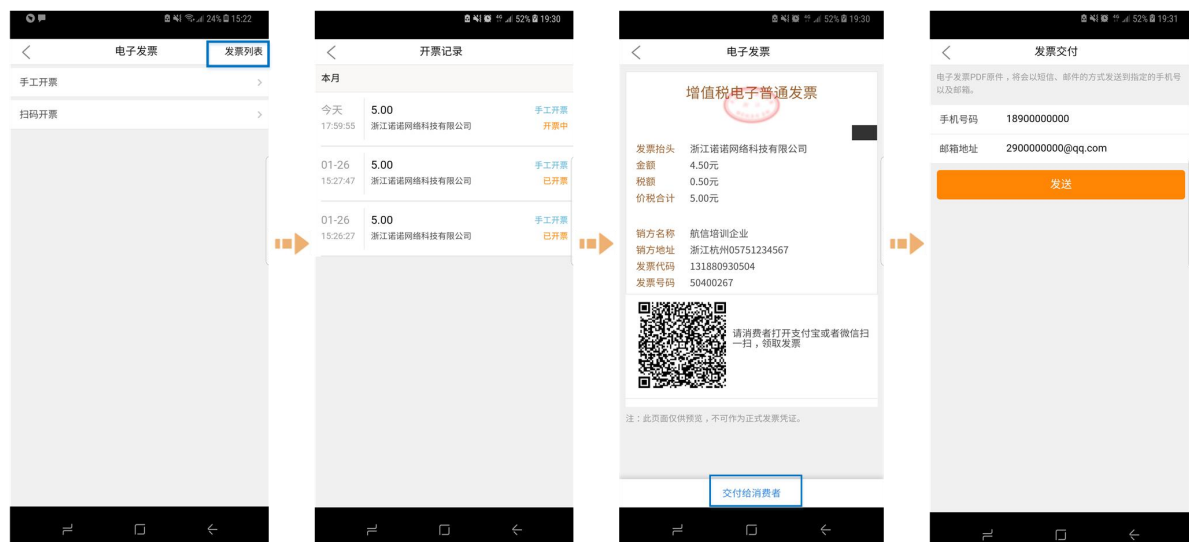 24% 15:22
电子发票
发票列表
手工开票
扫码开票
52% 19:30
开票记录
本月
今天 5.00 手工开票
17:59:55 浙江诺诺网络科技有限公司 开票中
01-26 5.00 手工开票
15:27:47 浙江诺诺网络科技有限公司 已开票
01-26 5.00 手工开票
15:26:27 浙江诺诺网络科技有限公司 已开票
52% 19:30
电子发票
增值税电子普通发票
发票抬头 浙江诺诺网络科技有限公司
金额 4.50元
税额 0.50元
价税合计 5.00元
销方名称 航信培训企业
销方地址 浙江杭州05751234567
发票代码 131880930504
发票号码 50400267
请消费者打开支付宝或者微信扫
一扫，领取发票
注：此页面仅供预览，不可作为正式发票凭证。
交付给消费者
52% 19:31
发票交付
电子发票PDF原件，将会以短信、邮件的方式发送到指定的手机号
以及邮箱。
手机号码 18900000000
邮箱地址 2900000000@qq.com
发送